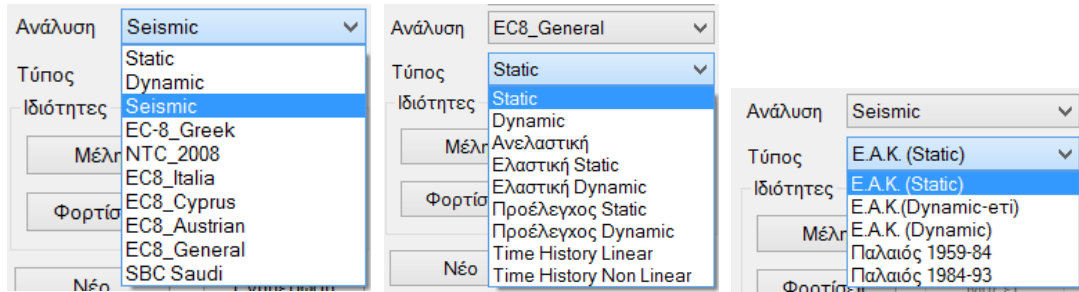 Ανάλυση Seismic
Static
Dynamic
Seismic
EC-8_Greek
NTC_2008
EC8_Italia
EC8_Cyprus
EC8_Austrian
EC8_General
SBC Saudi
Τύπος
Ιδιότητες
Νέο
Ανάλυση EC8_General
Τύπος Static
Ιδιότητες
Static
Dynamic
Ανελαστική
Ελαστική Static
Ελαστική Dynamic
Προέλεγχος Static
Προέλεγχος Dynamic
Time History Linear
Time History Non Linear
Νέο
Ανάλυση Seismic
Τύπος Ε.Α.Κ. (Static)
Ιδιότητες
Ε.Α.Κ. (Static)
Ε.Α.Κ.(Dynamic-ετι)
Ε.Α.Κ. (Dynamic)
Παλαιός 1959-84
Παλαιός 1984-93